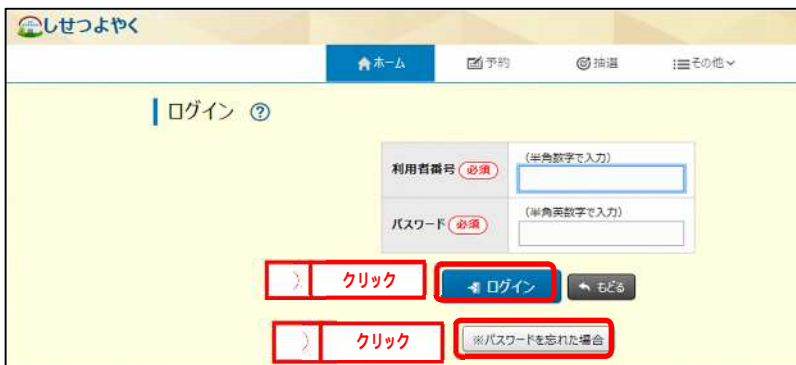 しせつよやく
ホーム 予約 抽選 その他
ログイン ?
利用者番号 必須 (半角数字で入力)
パスワード 必須 (半角英数字で入力)
) クリック ログイン もどる
) クリック ※パスワードを忘れた場合